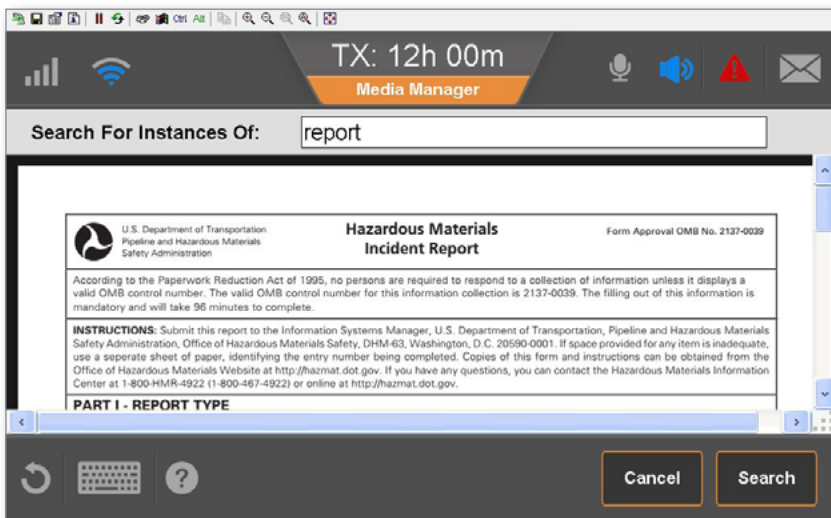 Ctrl Alt
TX: 12h 00m
Media Manager
Search For Instances Of: report
U.S. Department of Transportation
Pipeline and Hazardous Materials
Safety Administration
Hazardous Materials
Incident Report
Form Approval OMB No. 2137-0039
According to the Paperwork Reduction Act of 1995, no persons are required to respond to a collection of information unless it displays a
valid OMB control number. The valid OMB control number for this information collection is 2137-0039. The filling out of this information is
mandatory and will take 96 minutes to complete.
INSTRUCTIONS: Submit this report to the Information Systems Manager, U.S. Department of Transportation, Pipeline and Hazardous Materials
Safety Administration, Office of Hazardous Materials Safety, DHM-63, Washington, D.C. 20590-0001. If space provided for any item is inadequate,
use a seperate sheet of paper, identifying the entry number being completed. Copies of this form and instructions can be obtained from the
Office of Hazardous Materials Website at http://hazmat.dot.gov. If you have any questions, you can contact the Hazardous Materials Information
Center at 1-800-HMR-4922 (1-800-467-4922) or online at http://hazmat.dot.gov.
PART I - REPORT TYPE
?
Cancel
Search